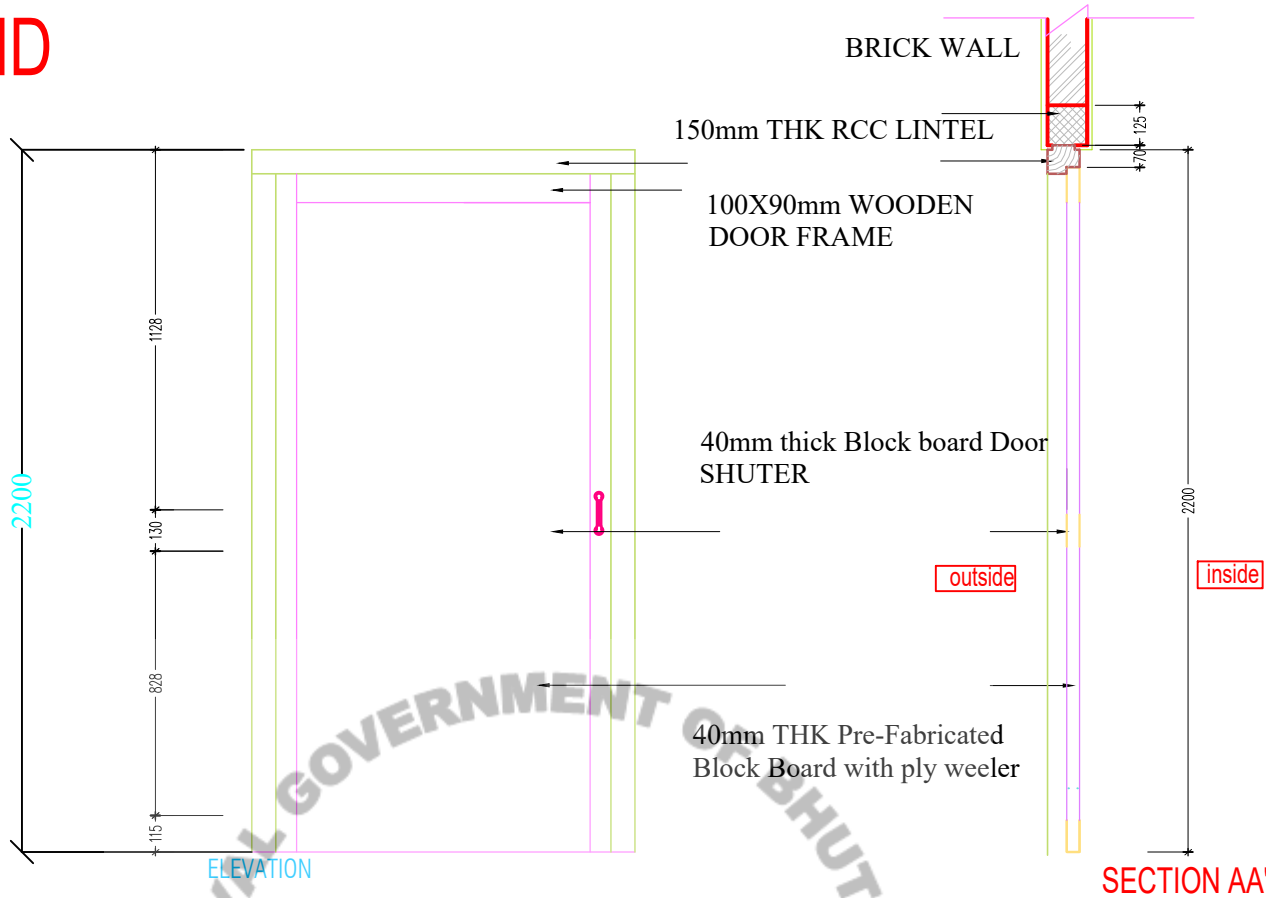 ID
BRICK WALL
150mm THK RCC LINTEL
100X90mm WOODEN
DOOR FRAME
40mm thick Block board Door
SHUTER
40mm THK Pre-Fabricated
Block Board with ply weeler
2200
1128
130
828
115
125
70
2200
outside
inside
ELEVATION
SECTION AA'
GOVERNMENT OF BHUT